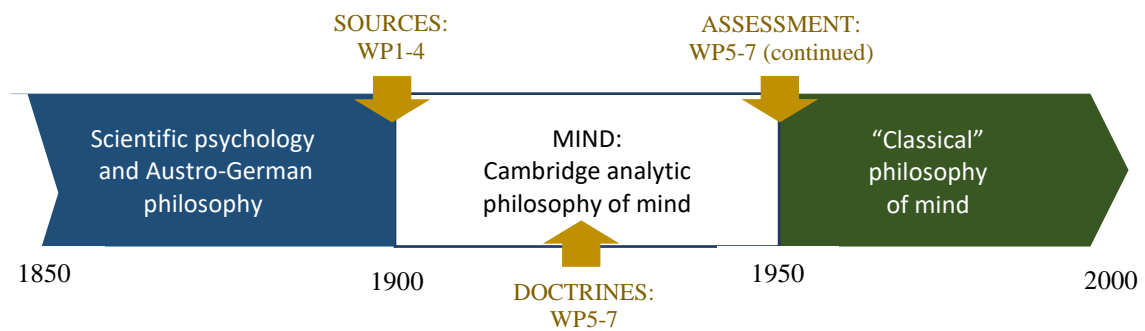 SOURCES:
WP1-4
ASSESSMENT:
WP5-7 (continued)
Scientific psychology
and Austro-German
philosophy
MIND:
Cambridge analytic
philosophy of mind
“Classical”
philosophy
of mind
1850
1900
1950
2000
DOCTRINES:
WP5-7